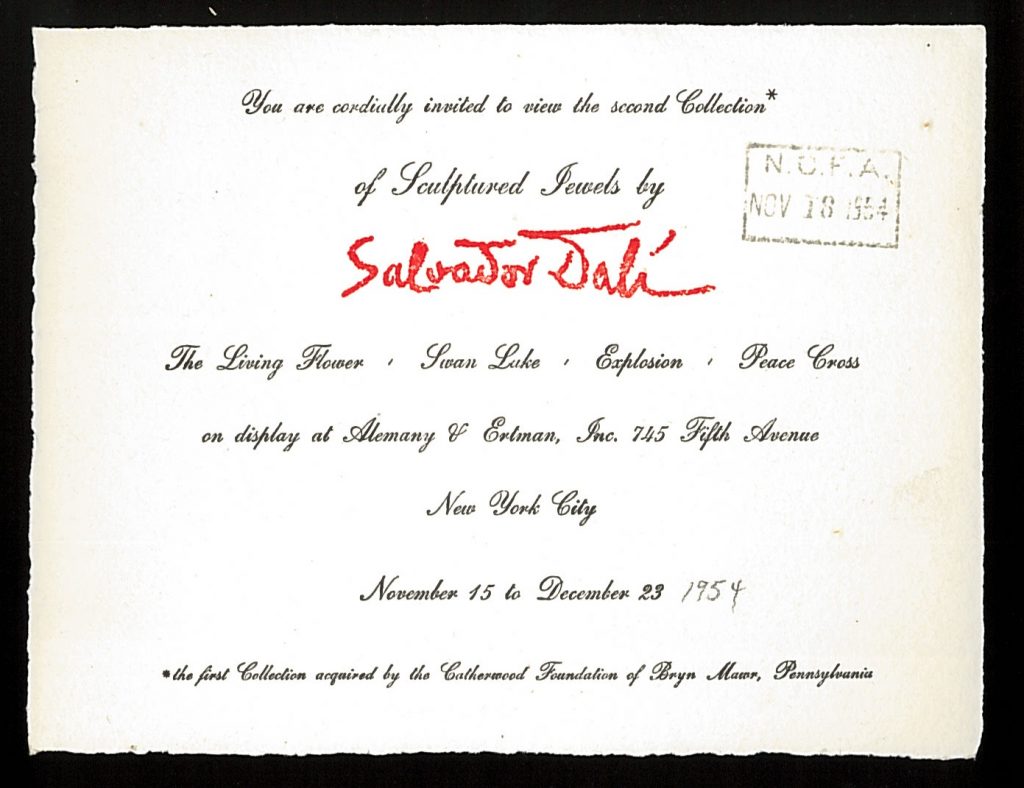 You are cordially invited to view the second Collection*
of Sculptured Jewels by
N.C.F.A.
NOV 18 1954
Salvador Dalí
The Living Flower , Swan Lake , Explosion , Peace Cross
on display at Alemany & Ertman, Inc. 745 Fifth Avenue
New York City
November 15 to December 23 1954
*the first Collection acquired by the Catherwood Foundation of Bryn Mawr, Pennsylvania